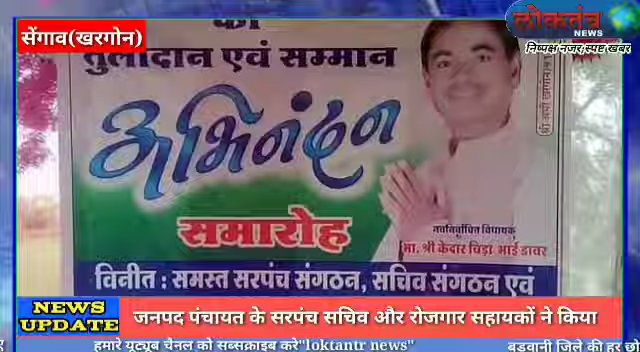 सेंगाव(खरगोन)
लोकतंत्र
NEWS
निष्पक्ष नजर,स्पष्ट खबर
का
तुलादान एवं सम्मान
अभिनंदन
समारोह
नवनिर्वाचित विधायक
मा. श्री केदार चिड़ा भाई डावर
विनीत : समस्त सरपंच संगठन, सचिव संगठन एवं
NEWS
UPDATE
जनपद पंचायत के सरपंच सचिव और रोजगार सहायकों ने किया
हमारे यूट्यूब चैनल को सब्सक्राइब करे"loktantr news"
बडवानी जिले की हर छो